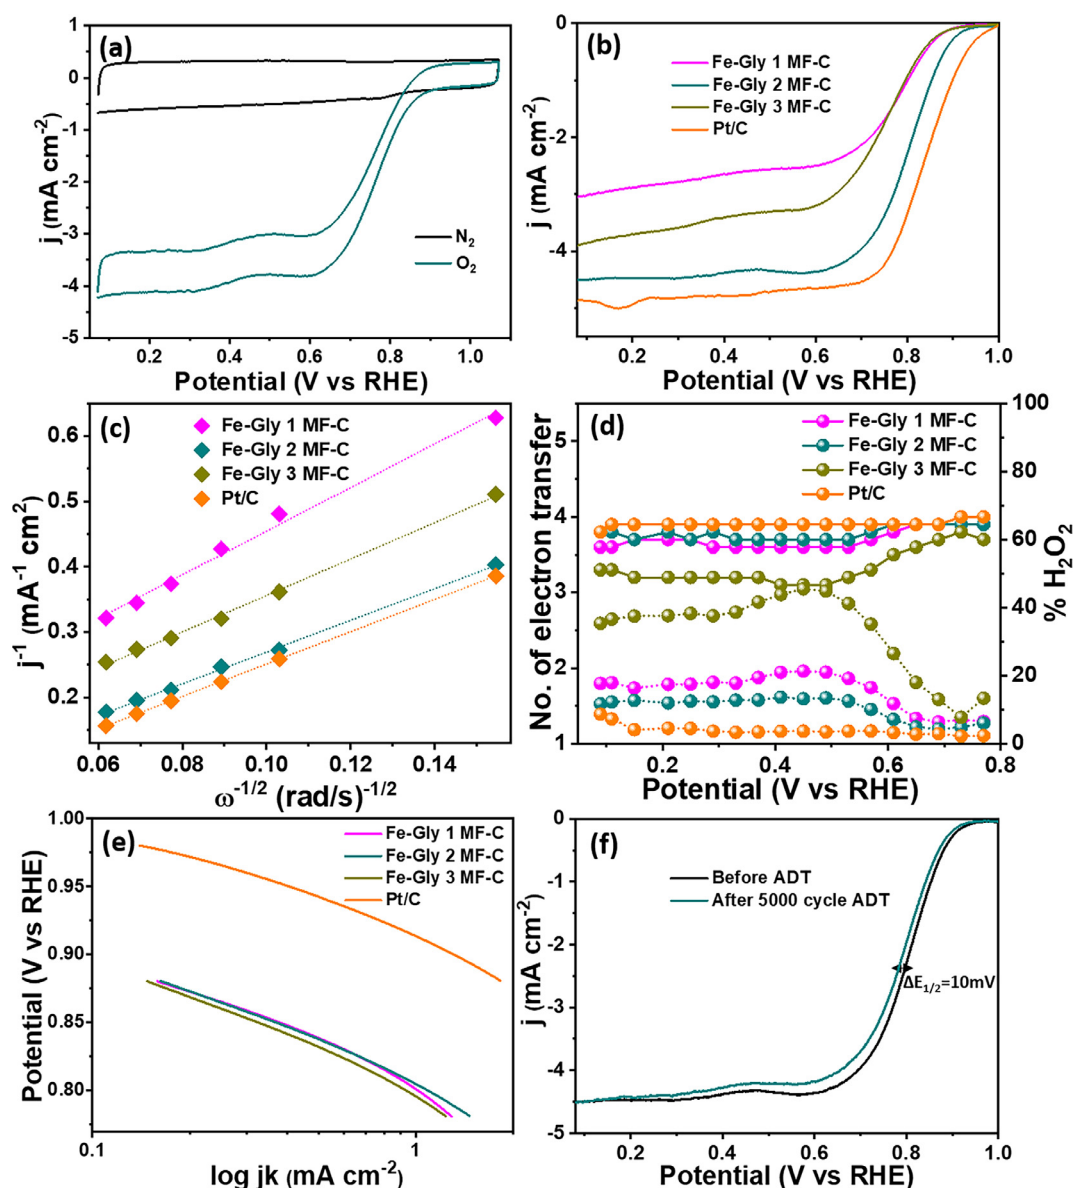 (a)
1
0
-1
-2
-3
-4
-5
j (mA cm-2)
N2
O2
0.2 0.4 0.6 0.8 1.0
Potential (V vs RHE)
(b)
0
-2
-4
j (mA cm-2)
Fe-Gly 1 MF-C
Fe-Gly 2 MF-C
Fe-Gly 3 MF-C
Pt/C
0.2 0.4 0.6 0.8 1.0
Potential (V vs RHE)
(c)
0.6
0.5
0.4
0.3
0.2
j-1 (mA-1 cm2)
Fe-Gly 1 MF-C
Fe-Gly 2 MF-C
Fe-Gly 3 MF-C
Pt/C
0.06 0.08 0.10 0.12 0.14
ω-1/2 (rad/s)-1/2
(d)
5
4
3
2
1
No. of electron transfer
Fe-Gly 1 MF-C
Fe-Gly 2 MF-C
Fe-Gly 3 MF-C
Pt/C
100
80
60
40
20
0
% H2O2
0.2 0.4 0.6 0.8
Potential (V vs RHE)
(e)
1.00
0.95
0.90
0.85
0.80
Potential (V vs RHE)
Fe-Gly 1 MF-C
Fe-Gly 2 MF-C
Fe-Gly 3 MF-C
Pt/C
0.1 1
log jk (mA cm-2)
(f)
0
-1
-2
-3
-4
-5
j (mA cm-2)
Before ADT
After 5000 cycle ADT
ΔE1/2=10mV
0.2 0.4 0.6 0.8 1.0
Potential (V vs RHE)